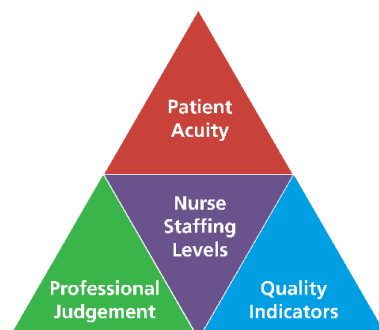 Patient
Acuity
Nurse
Staffing
Levels
Professional
Judgement
Quality
Indicators